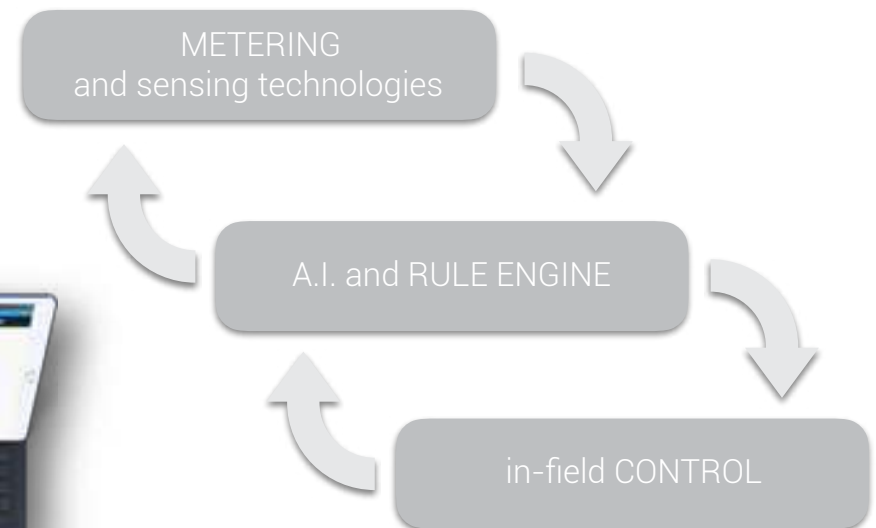 METERING
and sensing technologies
A.I. and RULE ENGINE
in-field CONTROL